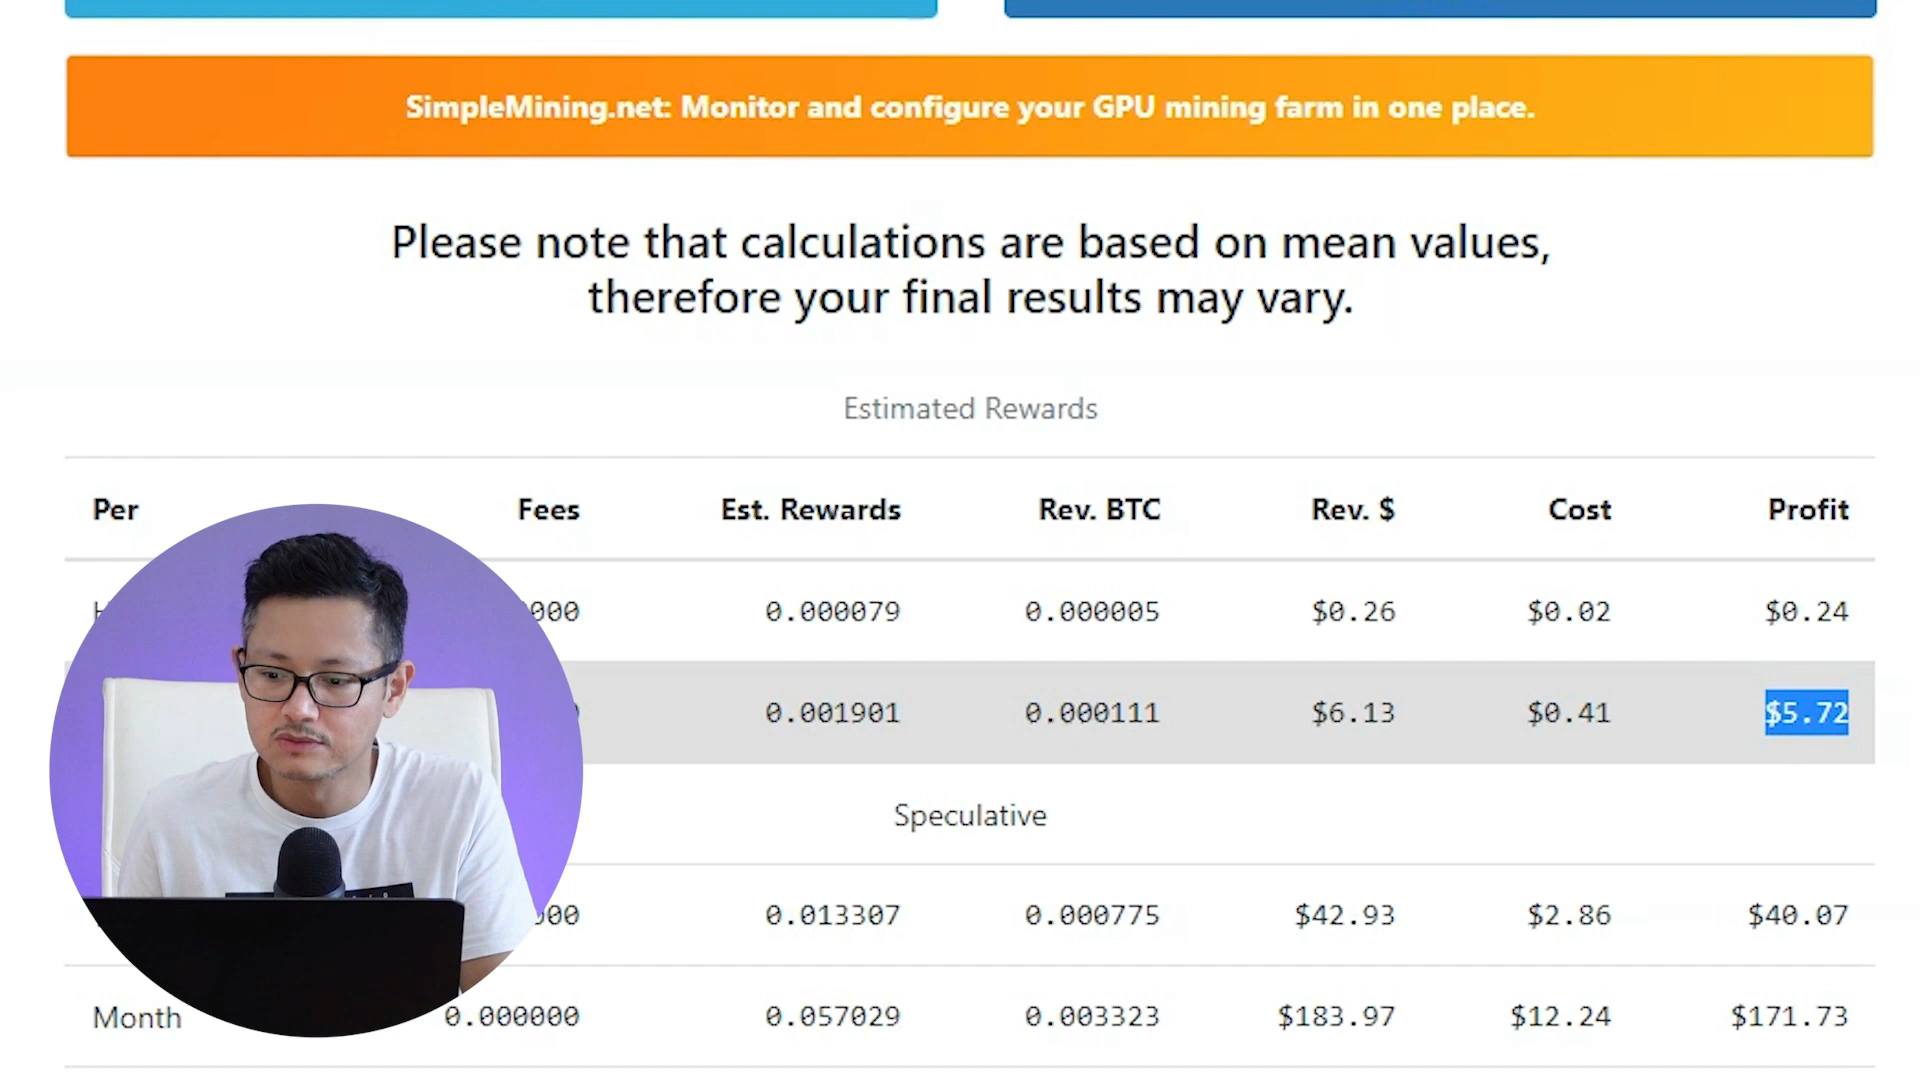 SimpleMining.net: Monitor and configure your GPU mining farm in one place.
Please note that calculations are based on mean values,
therefore your final results may vary.
Estimated Rewards
Per Fees Est. Rewards Rev. BTC Rev. $ Cost Profit
0.000079 0.000005 $0.26 $0.02 $0.24
0.001901 0.000111 $6.13 $0.41 $5.72
Speculative
0.013307 0.000775 $42.93 $2.86 $40.07
Month 0.000000 0.057029 0.003323 $183.97 $12.24 $171.73